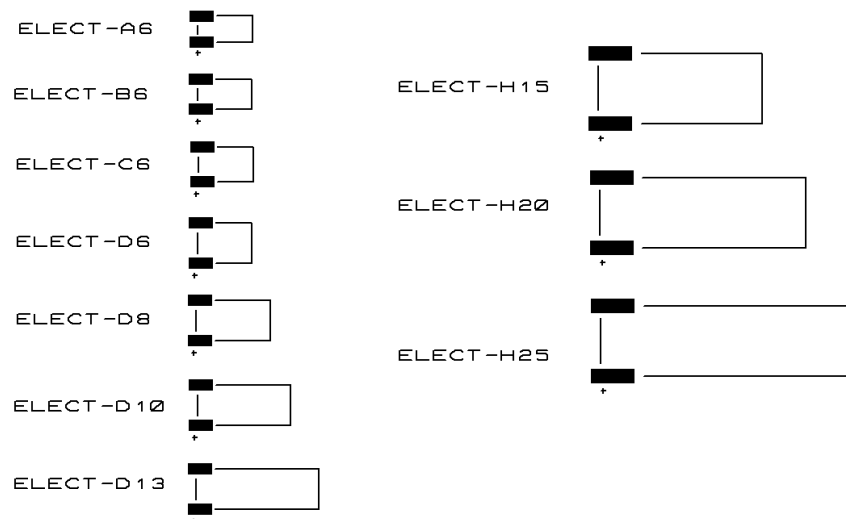 ELECT-A6
+
ELECT-B6
+
ELECT-C6
+
ELECT-D6
+
ELECT-D8
+
ELECT-D10
+
ELECT-D13
ELECT-H15
+
ELECT-H20
+
ELECT-H25
+